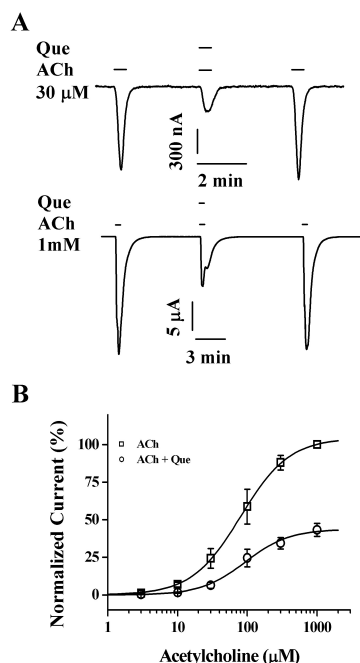 A
Que
ACh
30 μM
300 nA
2 min
Que
ACh
1mM
5 μA
3 min
B
ACh
ACh + Que
Normalized Current (%)
100
75
50
25
0
1 10 100 1000
Acetylcholine (μM)